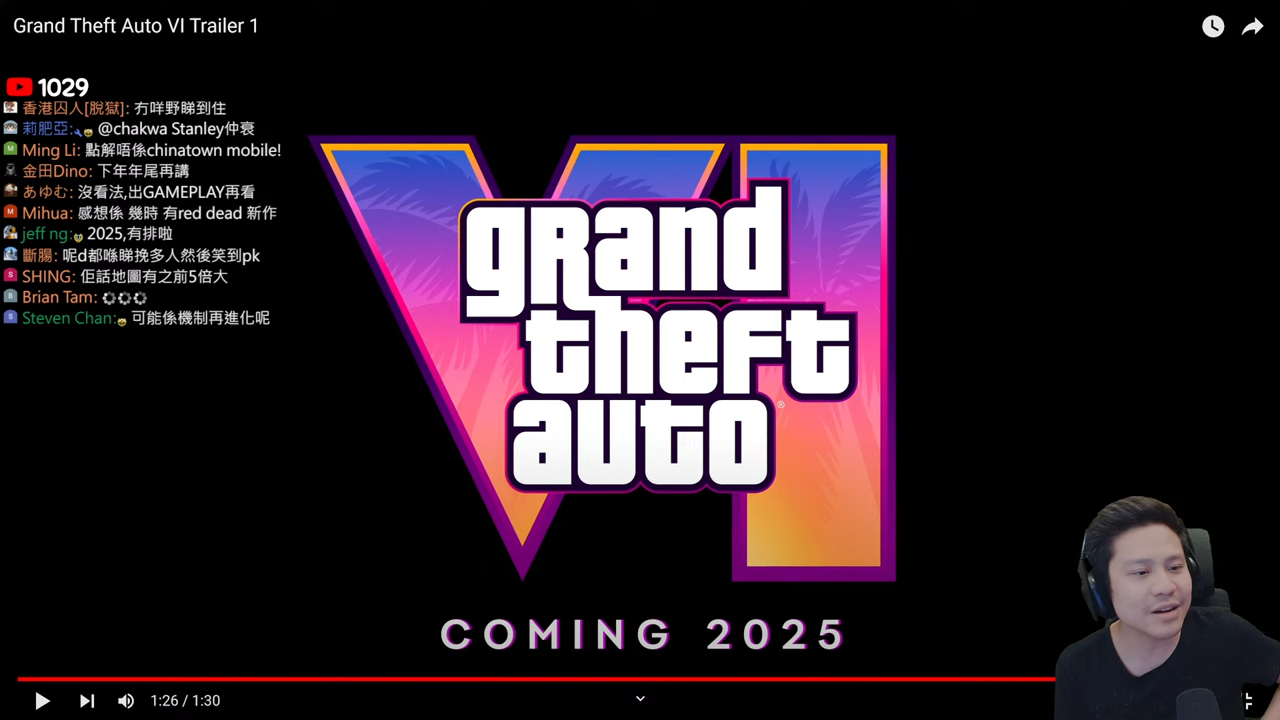 Grand Theft Auto VI Trailer 1
1029
香港囚人[脫獄]: 冇咩野睇到住
莉肥亞: @chakwa Stanley仲衰
Ming Li: 點解唔係chinatown mobile!
金田Dino: 下年年尾再講
あゆむ: 沒看法,出GAMEPLAY再看
Mihua: 感想係 幾時 有red dead 新作
jeff ng: 2025,有排啦
斷腸: 呢d都喺睇挽多人然後笑到pk
SHING: 佢話地圖有之前5倍大
Brian Tam:
Steven Chan: 可能係機制再進化呢
VI
grand
theft
auto
®
COMING 2025
1:26 / 1:30